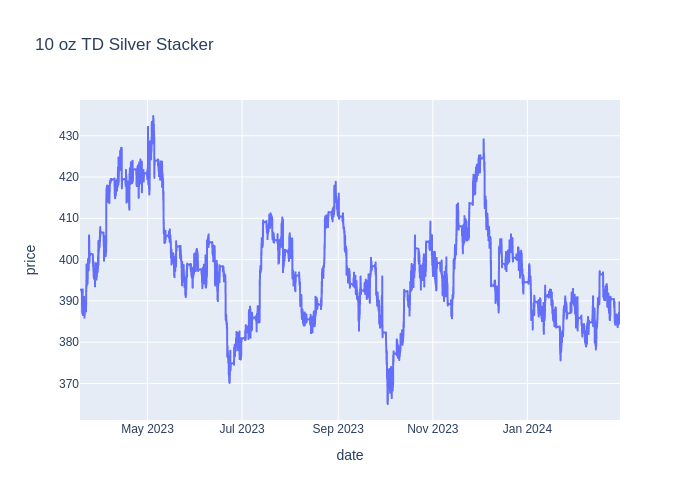 10 oz TD Silver Stacker
430
420
410
400
390
380
370
price
May 2023
Jul 2023
Sep 2023
Nov 2023
Jan 2024
date